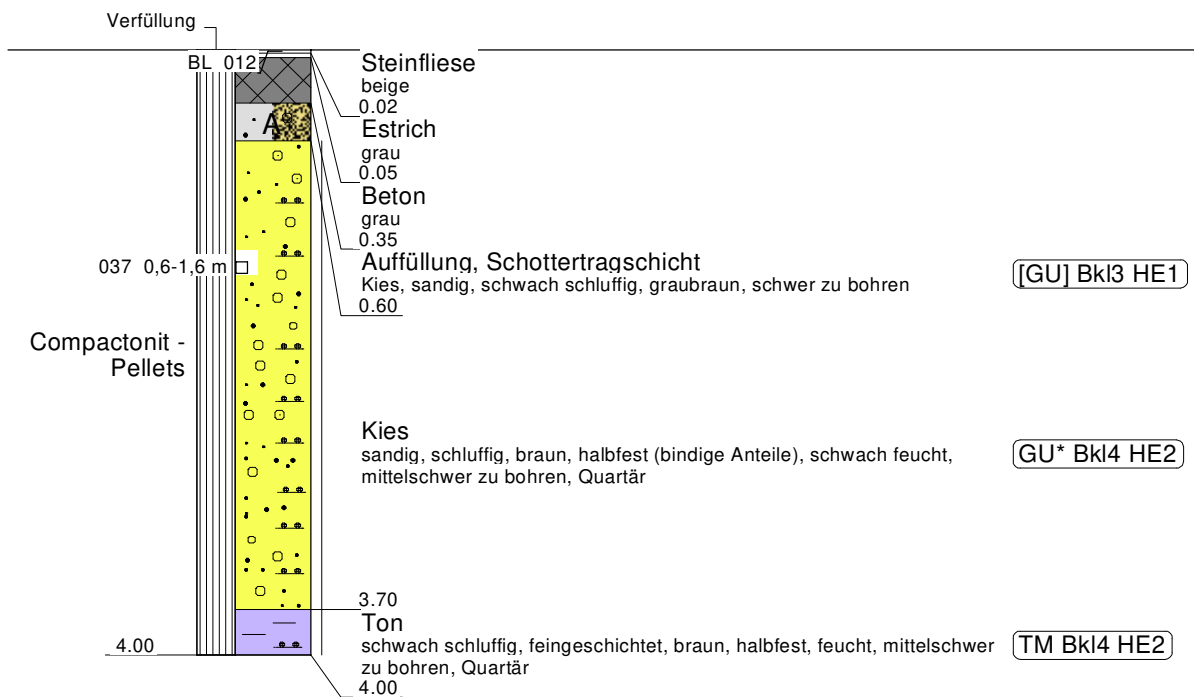 Verfüllung
BL 012
Steinfliese
beige
0.02
A
Estrich
grau
0.05
Beton
grau
0.35
037 0,6-1,6 m
Auffüllung, Schottertragschicht
Kies, sandig, schwach schluffig, graubraun, schwer zu bohren
0.60
[GU] Bkl3 HE1
Compactonit -
Pellets
Kies
sandig, schluffig, braun, halbfest (bindige Anteile), schwach feucht,
mittelschwer zu bohren, Quartär
GU* Bkl4 HE2
3.70
Ton
schwach schluffig, feingeschichtet, braun, halbfest, feucht, mittelschwer
zu bohren, Quartär
4.00
TM Bkl4 HE2
4.00